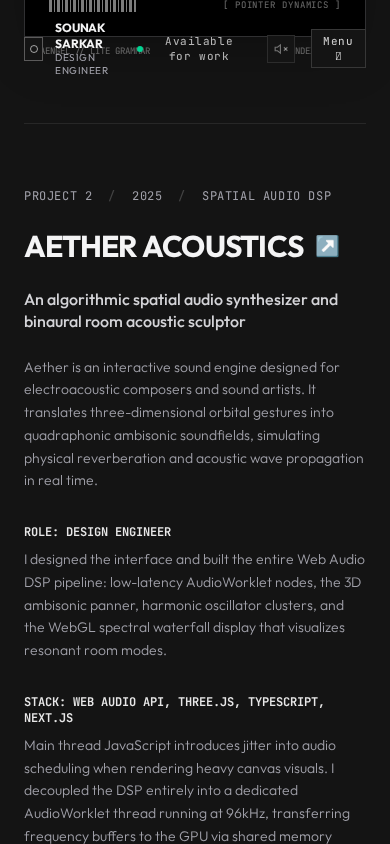 [ POINTER DYNAMICS ]
SOUNAK
SARKAR
DESIGN
ENGINEER
// LITE GRAMMAR
Available
for work
Menu
PROJECT 2 / 2025 / SPATIAL AUDIO DSP
AETHER ACOUSTICS ↗
An algorithmic spatial audio synthesizer and
binaural room acoustic sculptor
Aether is an interactive sound engine designed for
electroacoustic composers and sound artists. It
translates three-dimensional orbital gestures into
quadraphonic ambisonic soundfields, simulating
physical reverberation and acoustic wave propagation
in real time.
ROLE: DESIGN ENGINEER
I designed the interface and built the entire Web Audio
DSP pipeline: low-latency AudioWorklet nodes, the 3D
ambisonic panner, harmonic oscillator clusters, and
the WebGL spectral waterfall display that visualizes
resonant room modes.
STACK: WEB AUDIO API, THREE.JS, TYPESCRIPT,
NEXT.JS
Main thread JavaScript introduces jitter into audio
scheduling when rendering heavy canvas visuals. I
decoupled the DSP entirely into a dedicated
AudioWorklet thread running at 96kHz, transferring
frequency buffers to the GPU via shared memory